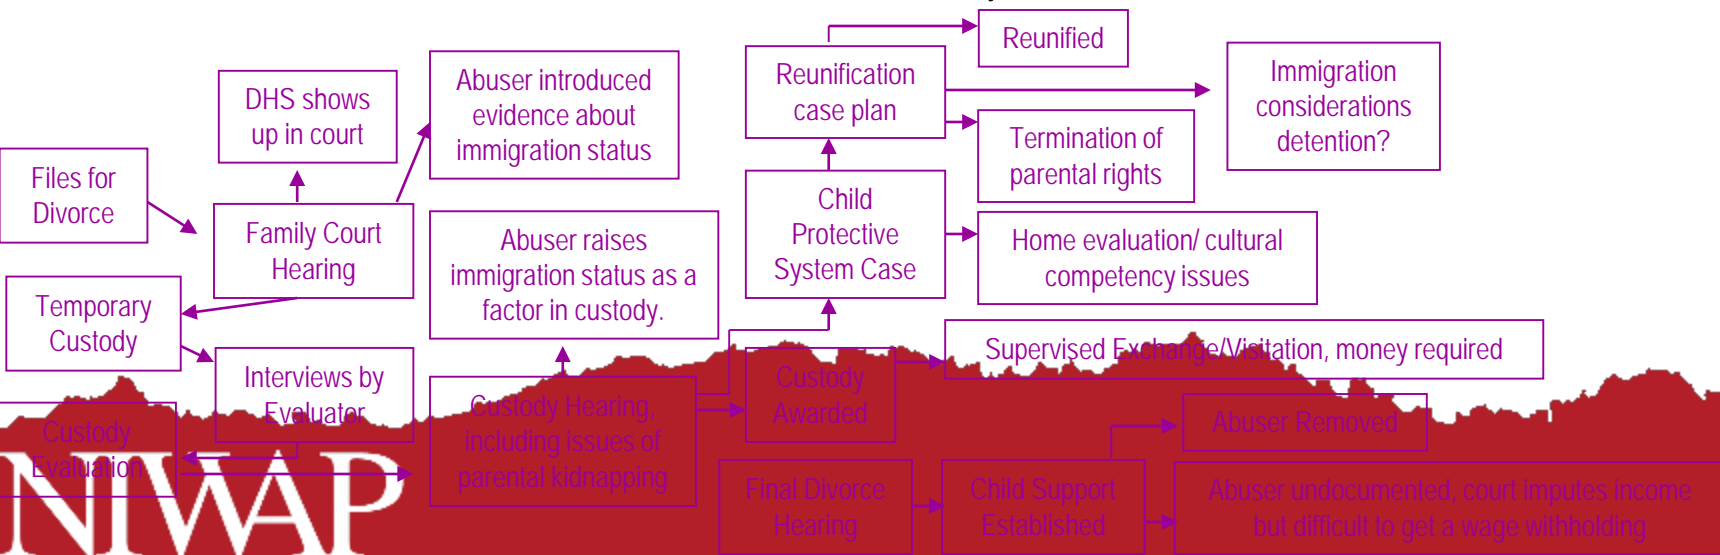 Files for
Divorce
DHS shows
up in court
Family Court
Hearing
Abuser introduced
evidence about
immigration status
Temporary
Custody
Interviews by
Evaluator
Custody
Evaluation
Abuser raises
immigration status as a
factor in custody.
Custody Hearing,
including issues of
parental kidnapping
Reunified
Reunification
case plan
Immigration
considerations
detention?
Termination of
parental rights
Child
Protective
System Case
Home evaluation/ cultural
competency issues
Supervised Exchange/Visitation, money required
Custody
Awarded
Abuser Removed
Final Divorce
Hearing
Child Support
Established
Abuser undocumented, court imputes income
but difficult to get a wage withholding
NIWAP